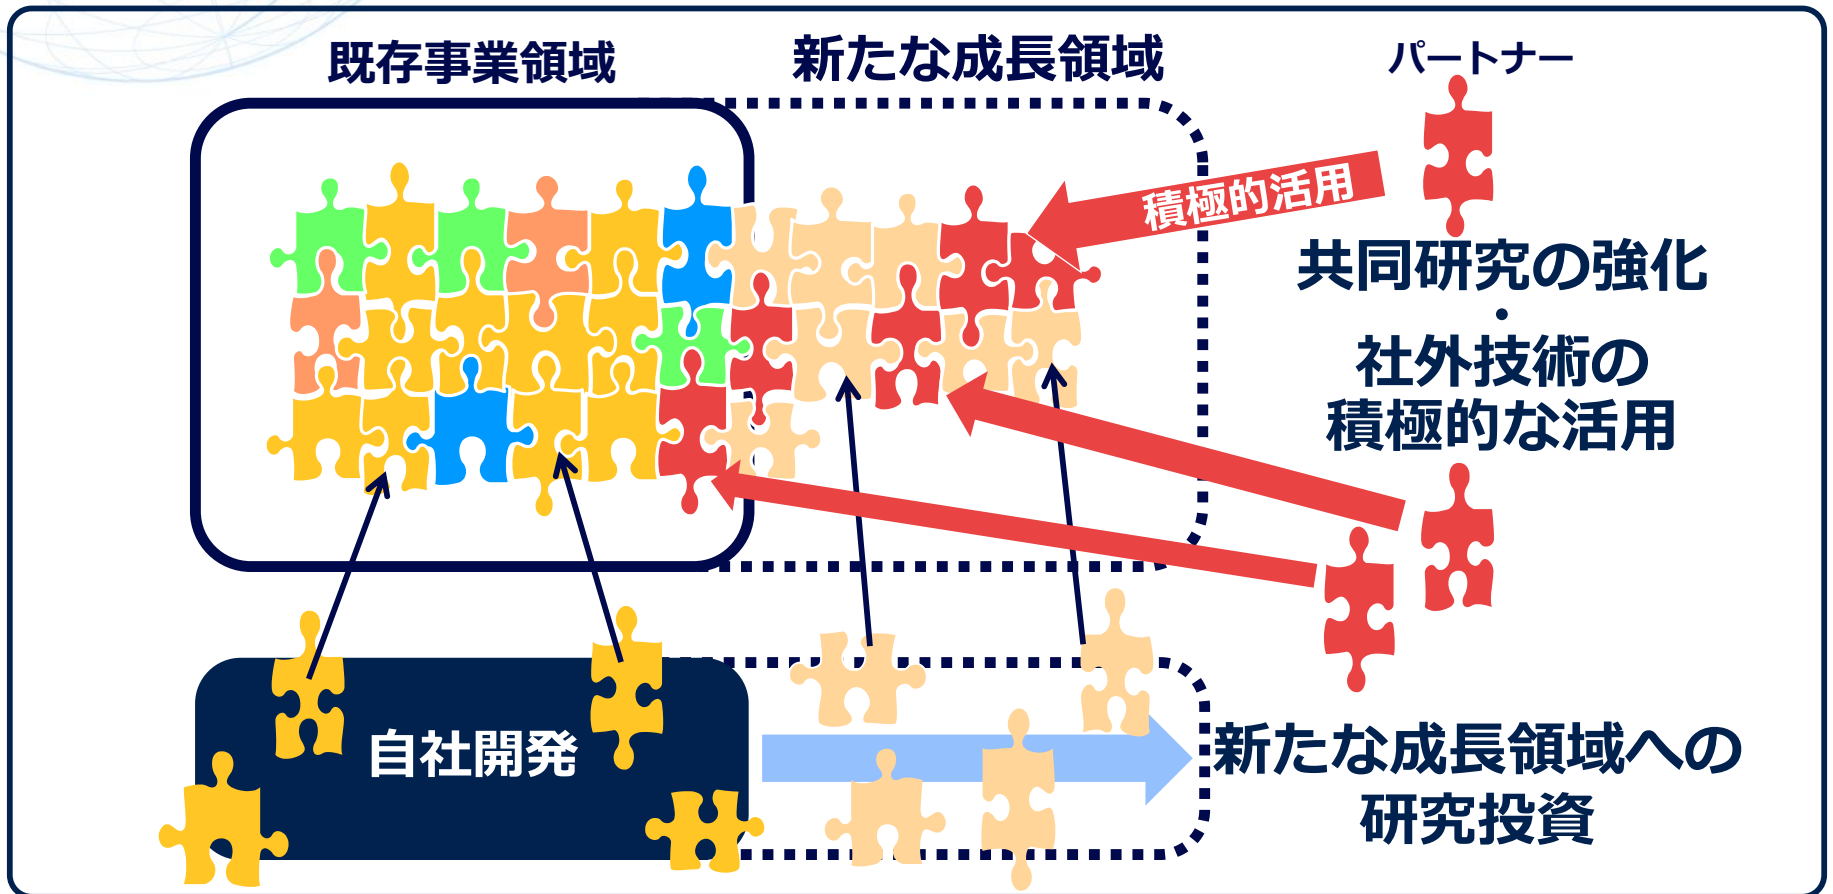 既存事業領域
新たな成長領域
パートナー
積極的活用
共同研究の強化
・
社外技術の
積極的な活用
自社開発
新たな成長領域への
研究投資